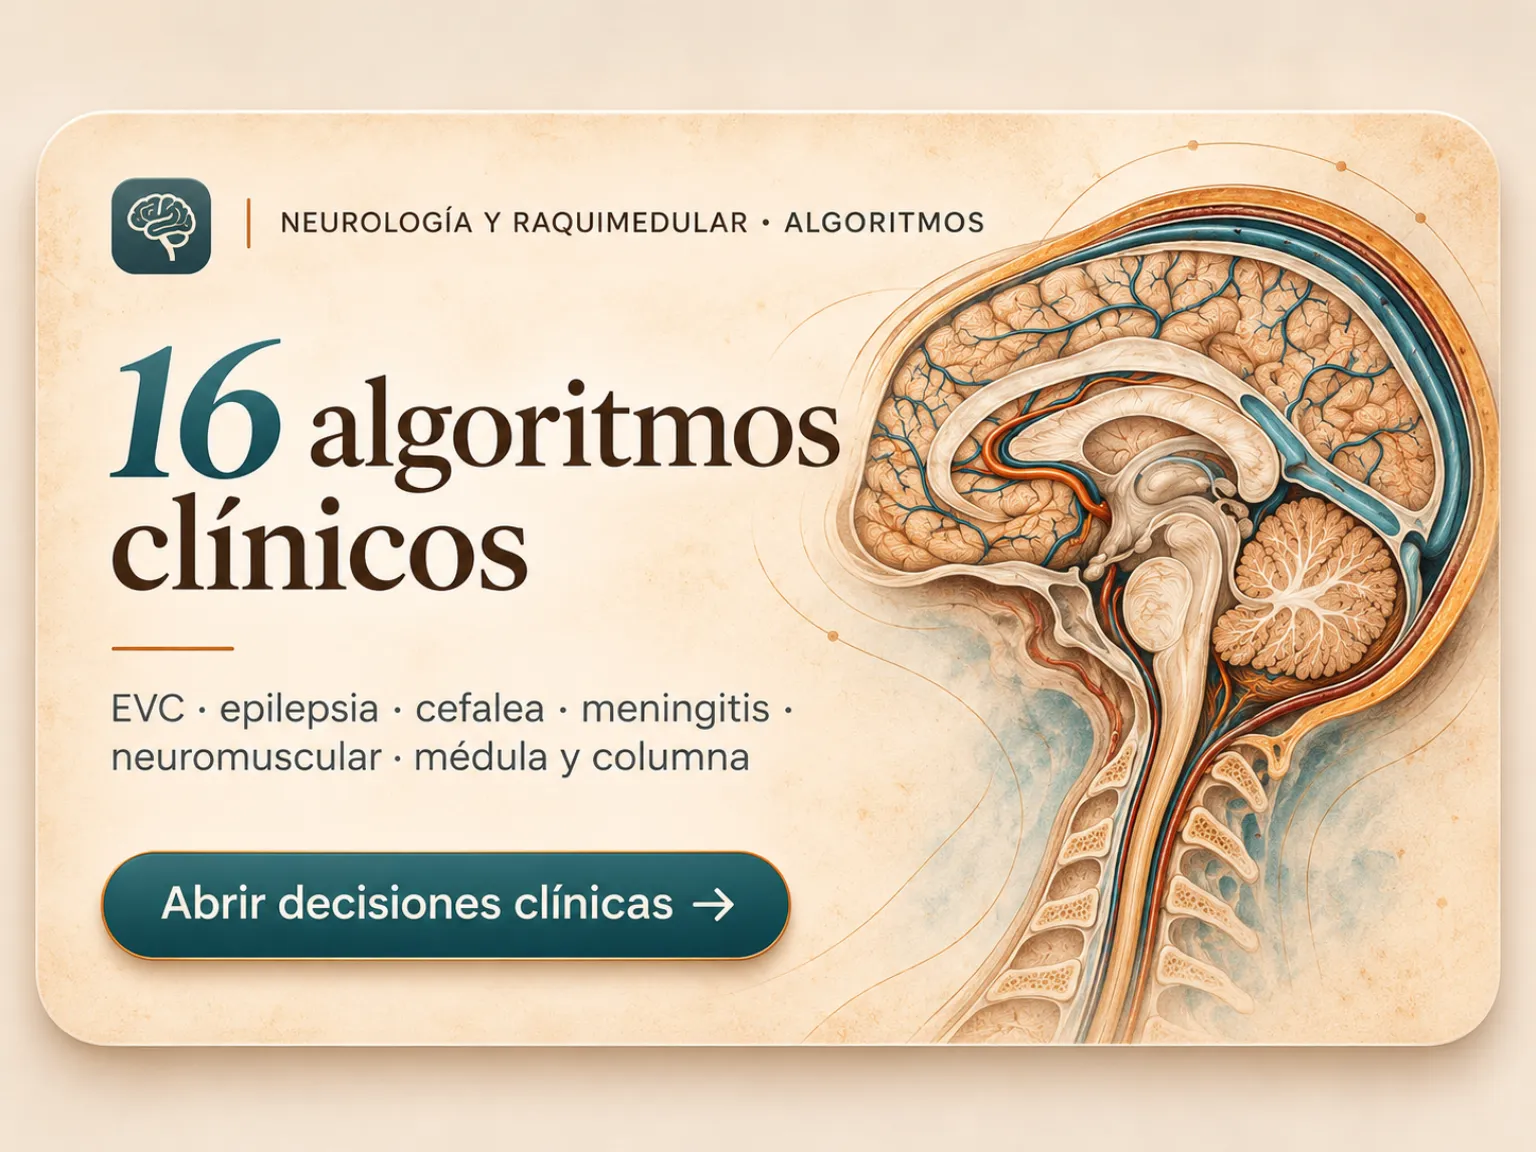 NEUROLOGÍA Y RAQUIMEDULAR • ALGORITMOS
16 algoritmos
clínicos
EVC · epilepsia · cefalea · meningitis ·
neuromuscular · médula y columna
Abrir decisiones clínicas →